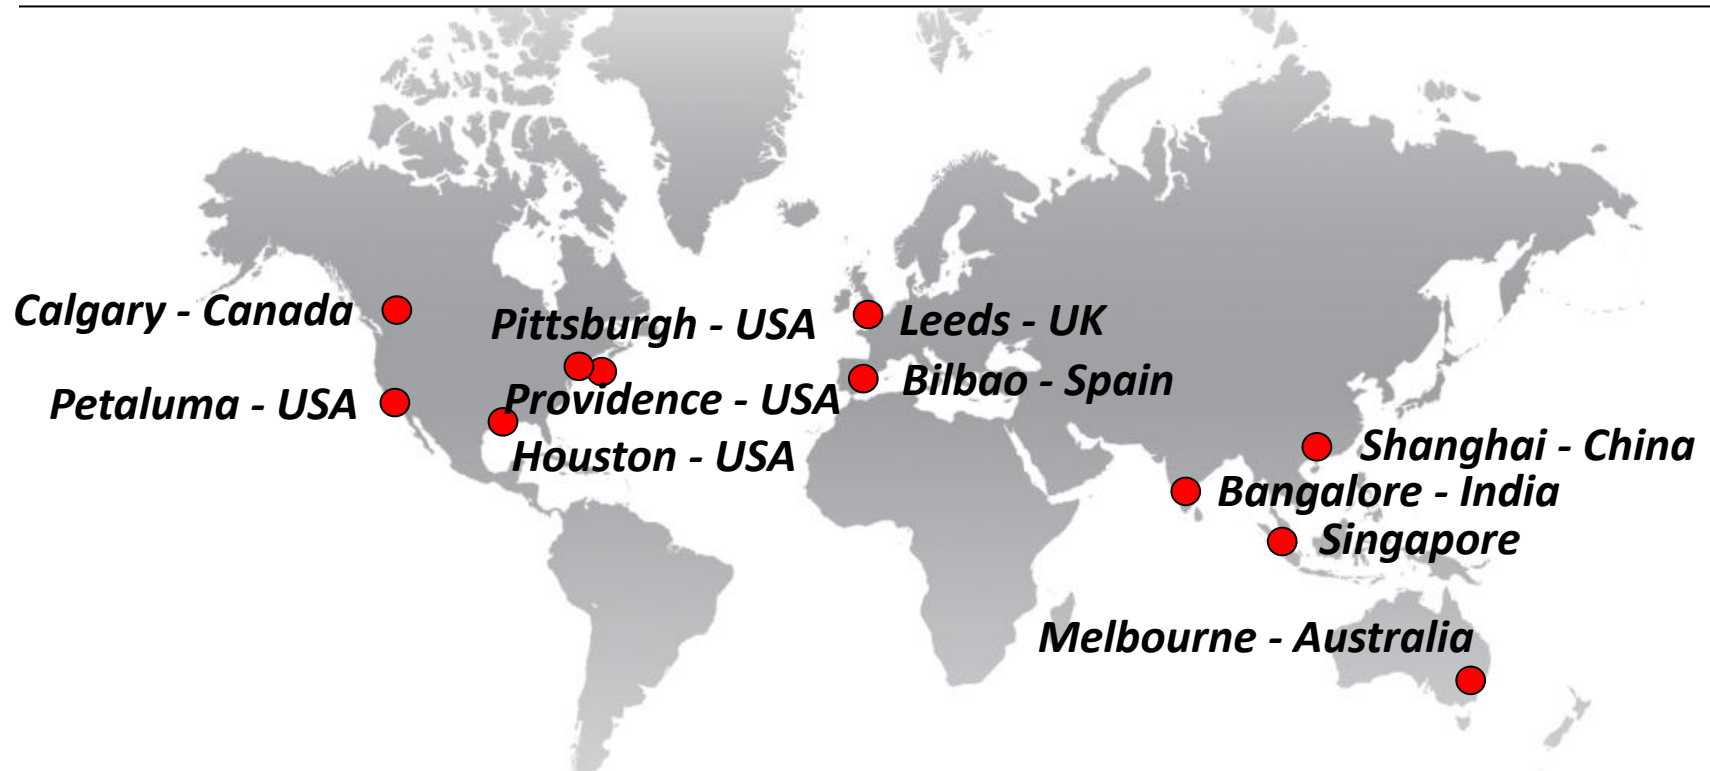 Calgary - Canada
Pittsburgh - USA
Leeds - UK
Petaluma - USA
Providence - USA
Bilbao - Spain
Houston - USA
Shanghai - China
Bangalore - India
Singapore
Melbourne - Australia